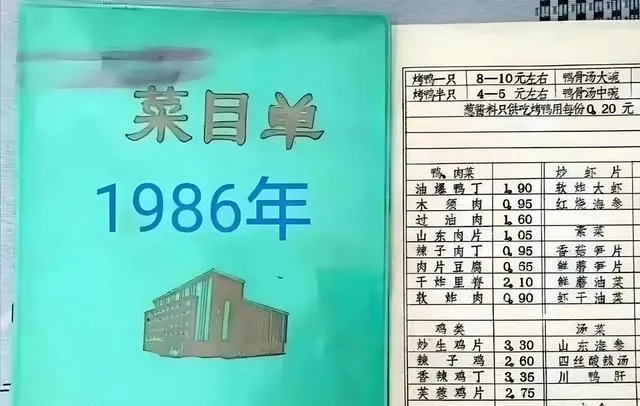 菜目单
1986年
烤鸭一只 8—10元左右 鸭骨汤大碗
烤鸭半只 4—5元左右 鸭骨汤中碗
葱酱料只供吃烤鸭用每份0.20元
鸭、肉菜 炒虾片
油爆鸭丁 1.90 软炸大虾
木须肉 0.95 红烧海参
过油肉 1.60 素菜
山东肉片 1.05
辣子肉丁 0.95 香菇笋片
肉片豆腐 0.65 鲜蘑笋片
干炸里脊 2.10 鲜蘑油菜
软炸肉 0.90 虾干油菜
鸡类 汤菜
炒生鸡片 3.30 山东海参
辣子鸡 2.60 四丝酸辣汤
香辣鸡丁 3.35 川鸭肝
芙蓉鸡片 2.75